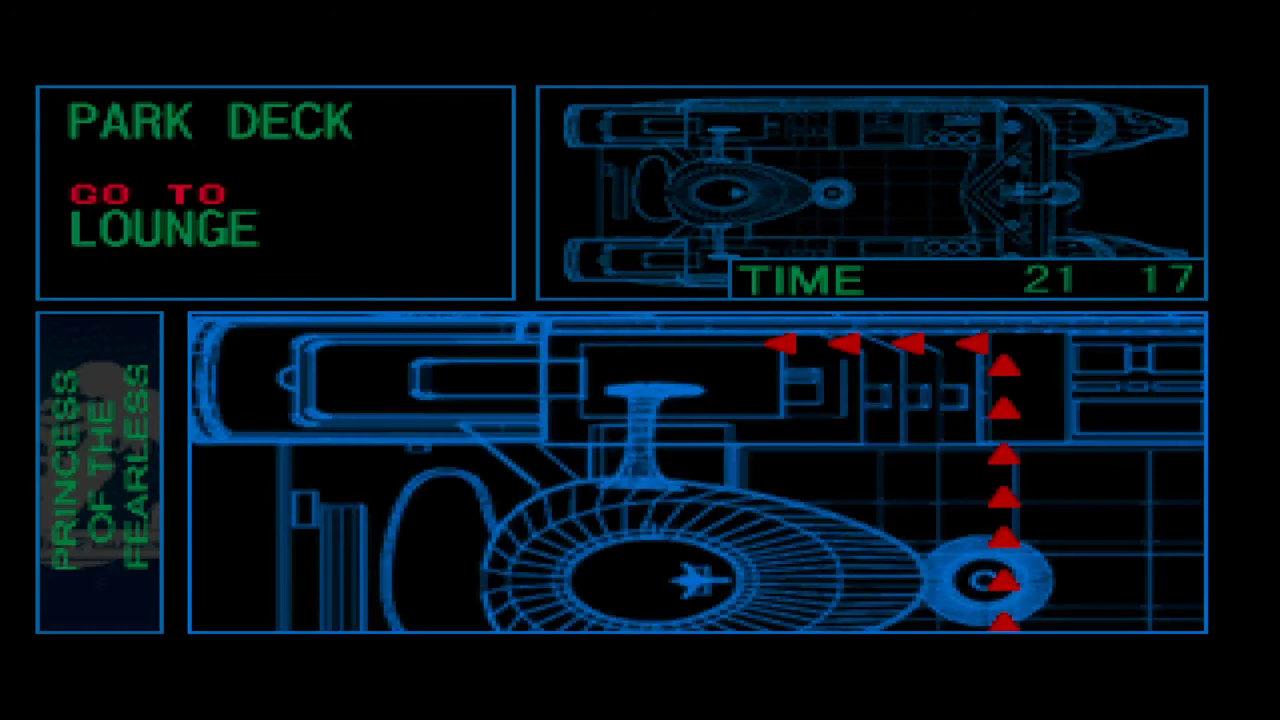 PARK DECK
GO TO
LOUNGE
TIME 21 17
PRINCESS
OF THE
FEARLESS